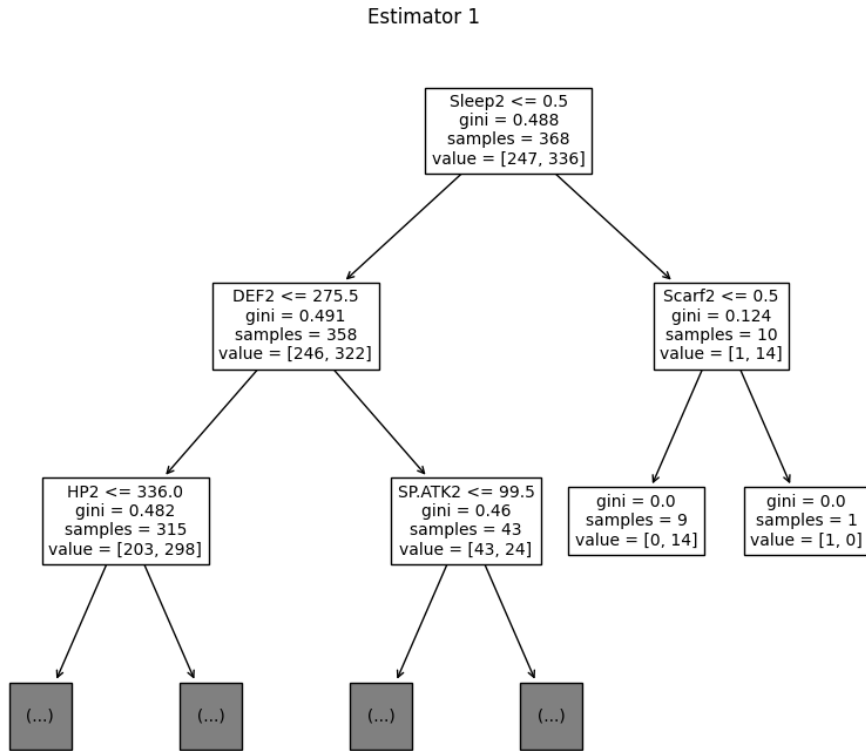 Estimator 1
Sleep2 <= 0.5
gini = 0.488
samples = 368
value = [247, 336]
DEF2 <= 275.5
gini = 0.491
samples = 358
value = [246, 322]
Scarf2 <= 0.5
gini = 0.124
samples = 10
value = [1, 14]
HP2 <= 336.0
gini = 0.482
samples = 315
value = [203, 298]
SP.ATK2 <= 99.5
gini = 0.46
samples = 43
value = [43, 24]
gini = 0.0
samples = 9
value = [0, 14]
gini = 0.0
samples = 1
value = [1, 0]
(...)
(...)
(...)
(...)